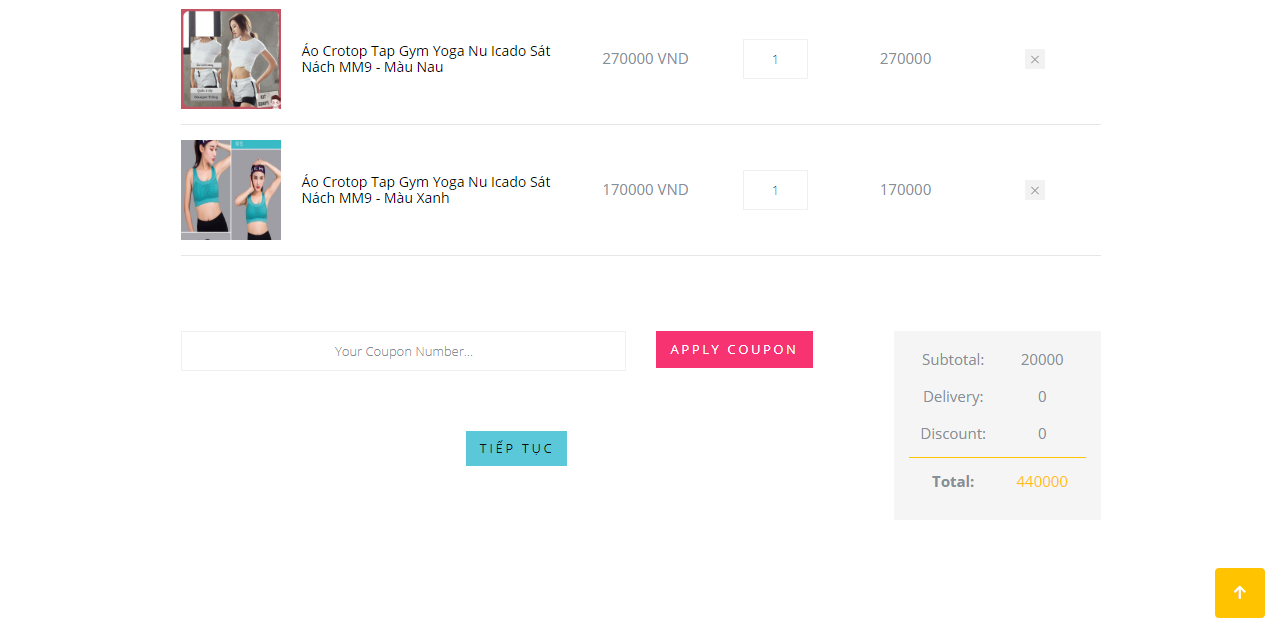 Áo Crotop Tap Gym Yoga Nu Icado Sát
Nách MM9 - Màu Nau
270000 VND
1
270000
×
Áo Crotop Tap Gym Yoga Nu Icado Sát
Nách MM9 - Màu Xanh
170000 VND
1
170000
×
Your Coupon Number...
APPLY COUPON
TIẾP TỤC
Subtotal: 20000
Delivery: 0
Discount: 0
Total: 440000